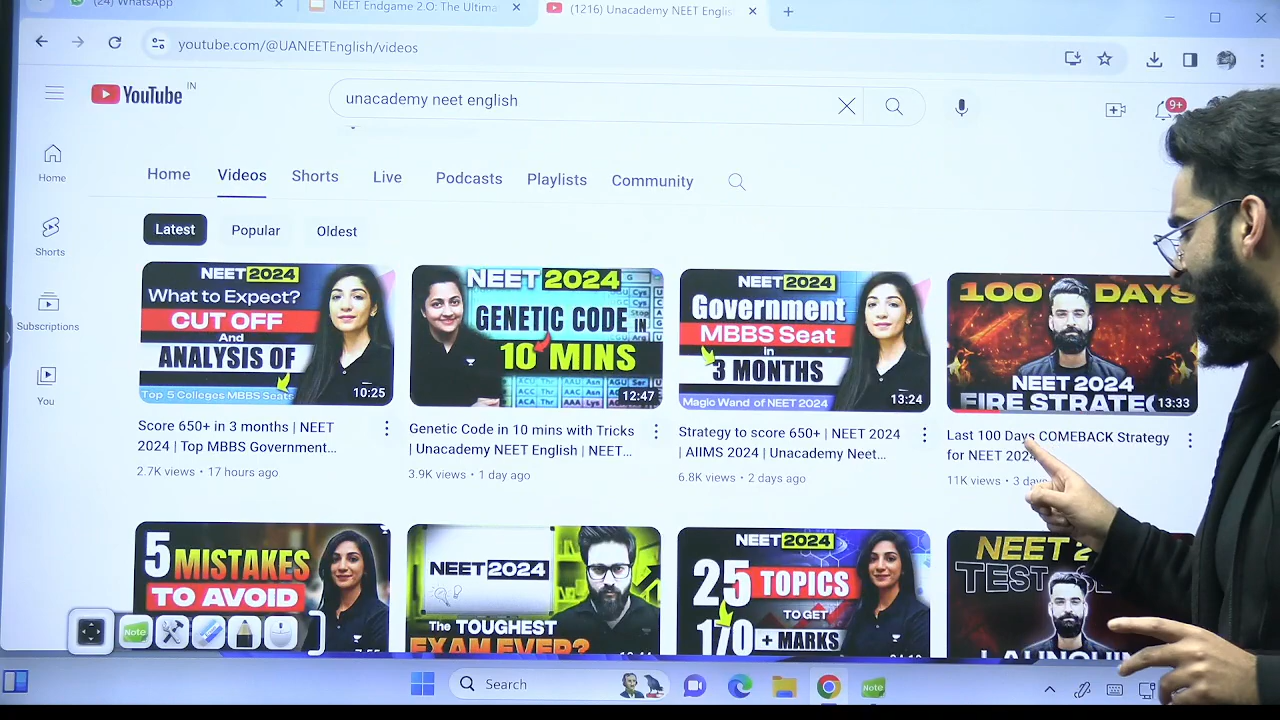 (24) WhatsApp
NEET Endgame 2.O: The Ultima
(1216) Unacademy NEET Englis
youtube.com/@UANEETEnglish/videos
YouTube IN
unacademy neet english
9+
Home
Videos
Shorts
Live
Podcasts
Playlists
Community
Home
Shorts
Subscriptions
You
Latest
Popular
Oldest
NEET 2024
What to Expect?
CUT OFF
And
ANALYSIS OF
Top 5 Colleges MBBS Seats
10:25
Score 650+ in 3 months | NEET
2024 | Top MBBS Government...
2.7K views • 17 hours ago
NEET 2024
GENETIC CODE IN
10 MINS
12:47
Genetic Code in 10 mins with Tricks
| Unacademy NEET English | NEET...
3.9K views • 1 day ago
NEET 2024
Government
MBBS Seat
In
3 MONTHS
Magic Wand of NEET 2024
13:24
Strategy to score 650+ | NEET 2024
| AIIMS 2024 | Unacademy Neet...
6.8K views • 2 days ago
100 DAYS
NEET 2024
FIRE STRATE
13:33
Last 100 Days COMEBACK Strategy
for NEET 2024
11K views • 3 days
5 MISTAKES
TO AVOID
NEET 2024
The TOUGHEST
EXAM EVER?
NEET 2024
25 TOPICS
TO GET
170 + MARKS
NEET 2
TEST
LAUNCHIN
Note
Search
Note